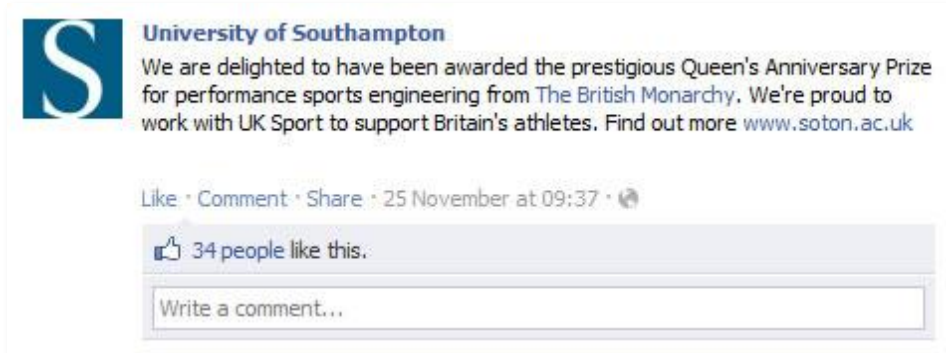 S
University of Southampton
We are delighted to have been awarded the prestigious Queen's Anniversary Prize
for performance sports engineering from The British Monarchy. We're proud to
work with UK Sport to support Britain's athletes. Find out more www.soton.ac.uk
Like · Comment · Share · 25 November at 09:37 ·
34 people like this.
Write a comment...